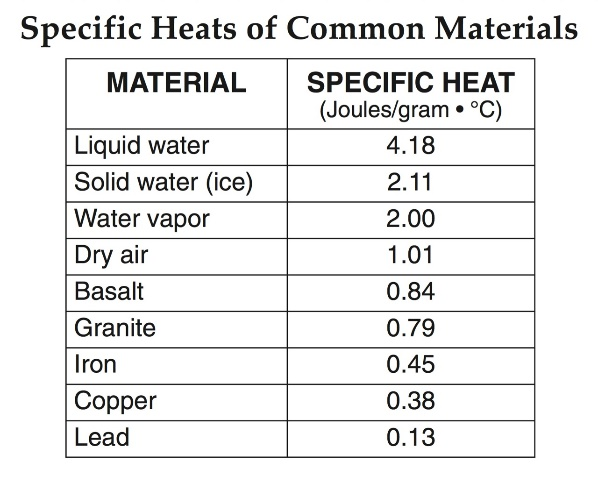 Specific Heats of Common Materials
MATERIAL SPECIFIC HEAT
(Joules/gram • °C)
Liquid water 4.18
Solid water (ice) 2.11
Water vapor 2.00
Dry air 1.01
Basalt 0.84
Granite 0.79
Iron 0.45
Copper 0.38
Lead 0.13